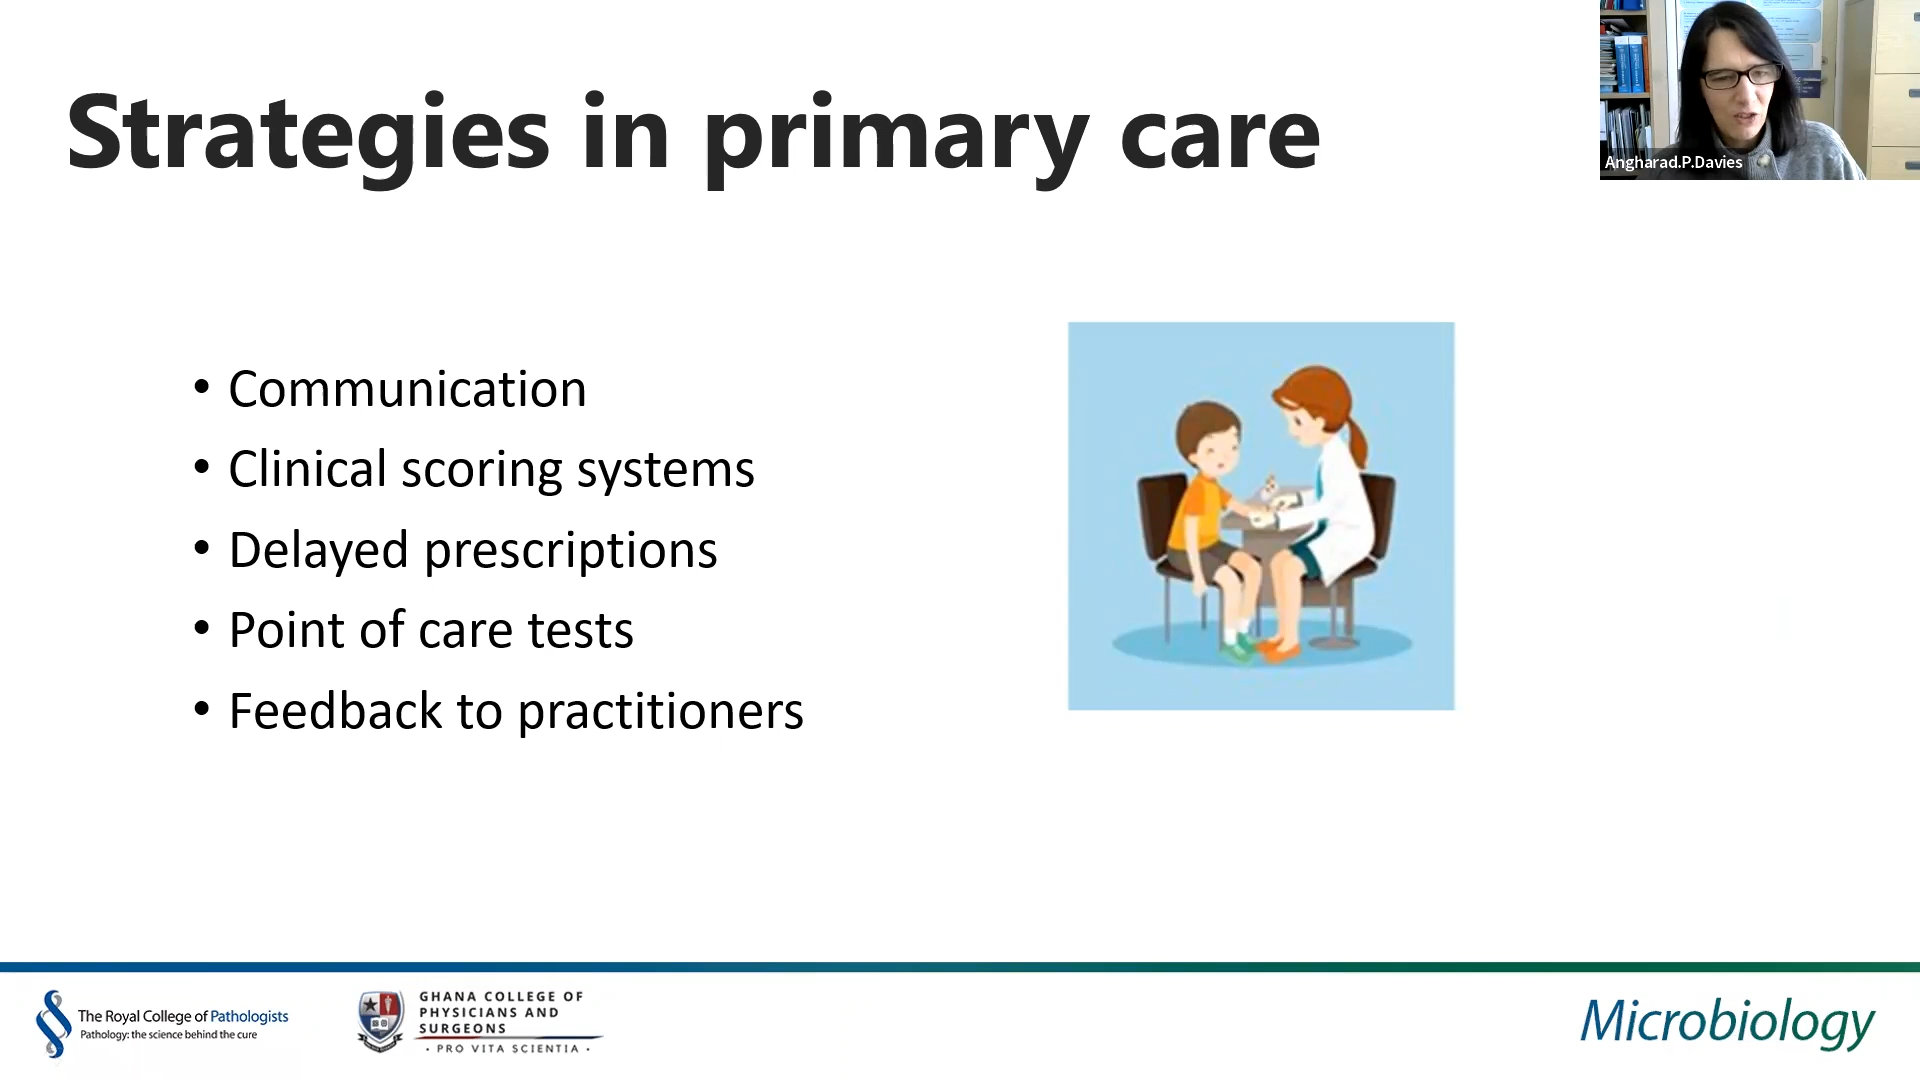 Strategies in primary care
Angharad.P.Davies
• Communication
• Clinical scoring systems
• Delayed prescriptions
• Point of care tests
• Feedback to practitioners
The Royal College of Pathologists
Pathology: the science behind the cure
GHANA COLLEGE OF
PHYSICIANS AND
SURGEONS
· PRO VITA SCIENTIA ·
Microbiology